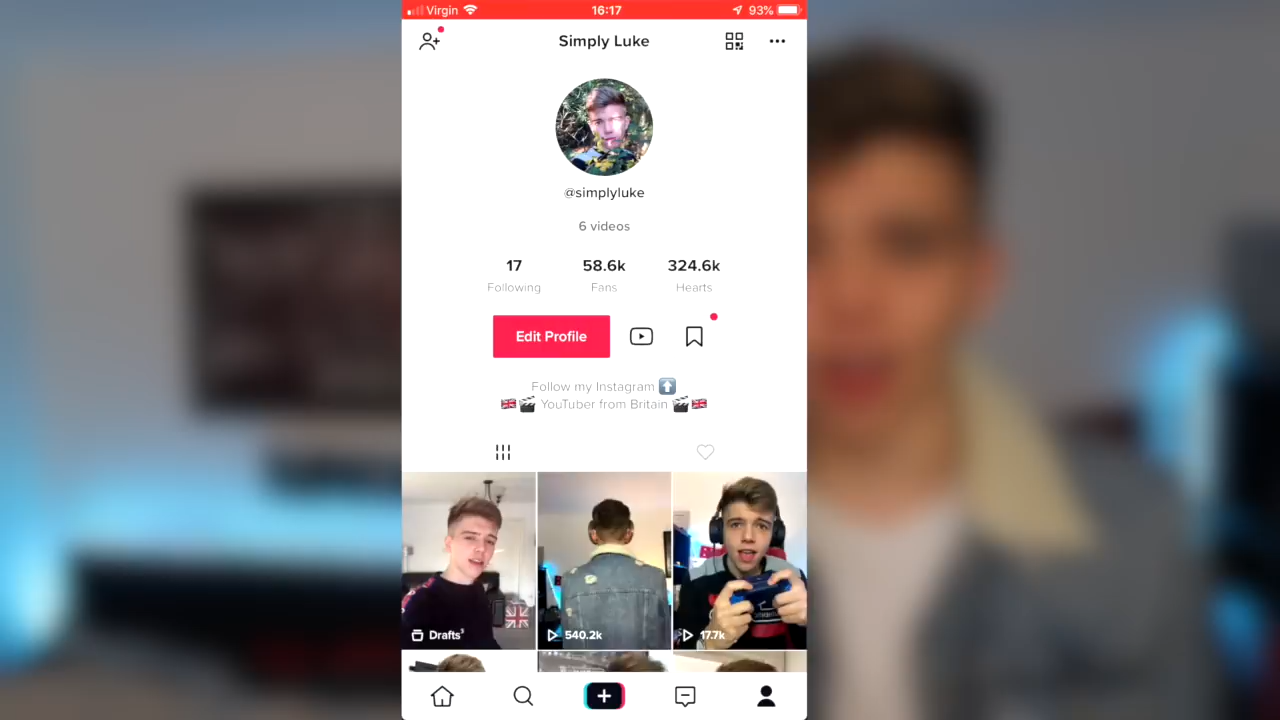 Virgin 16:17 93%
Simply Luke
@simplyluke
6 videos
17 58.6k 324.6k
Following Fans Hearts
Edit Profile
Follow my Instagram ⬆️
🇬🇧🎬 YouTuber from Britain 🎬🇬🇧
Drafts 540.2k 17.7k